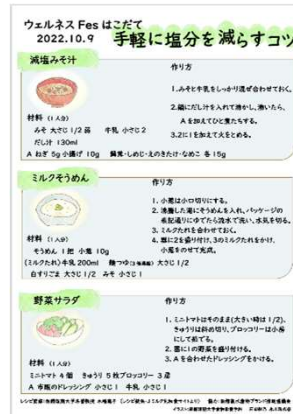 ウェルネスFes はこだて
2022.10.9
手軽に塩分を減らすコツ
減塩みそ汁
材料（1人分）
みそ 大さじ1/2弱 牛乳 小さじ2
だし汁 130ml
A ねぎ 5g 小揚げ 10g 舞茸・しめじ・えのきたけ・なめこ 各15g
作り方
1.みそと牛乳をしっかり混ぜ合わせておく。
2.鍋にだし汁を入れて沸かし、沸いたら、
Aを加えてひと煮たちする。
3.2に1を加えて火をとめる。
ミルクそうめん
材料（1人分）
そうめん 1把 小葱 10g
(ミルクたれ)牛乳 200ml 麺つゆ 大さじ1/2
白すりごま 大さじ1/2 みそ 小さじ1
作り方
1. 小葱は小口切りにする。
2. 沸騰した湯にそうめんを入れ、パッケージの
表記通りにゆでたら流水で洗い、水気を切る。
3. ミルクたれを合わせておく。
4. 器に2を盛り付け、3のミルクたれをかけ、
小葱をのせて完成。
野菜サラダ
材料（1人分）
ミニトマト 4個 きゅうり 5枚 ブロッコリー 3房
A 市販のドレッシング 小さじ1 牛乳 小さじ1
作り方
1. ミニトマトはそのまま(大きい時は1/2)、
きゅうりは斜め切り、ブロッコリーは小房
にして茹でる。
2. 器に1の野菜を盛り付ける。
3. Aを合わせたドレッシングをかける。